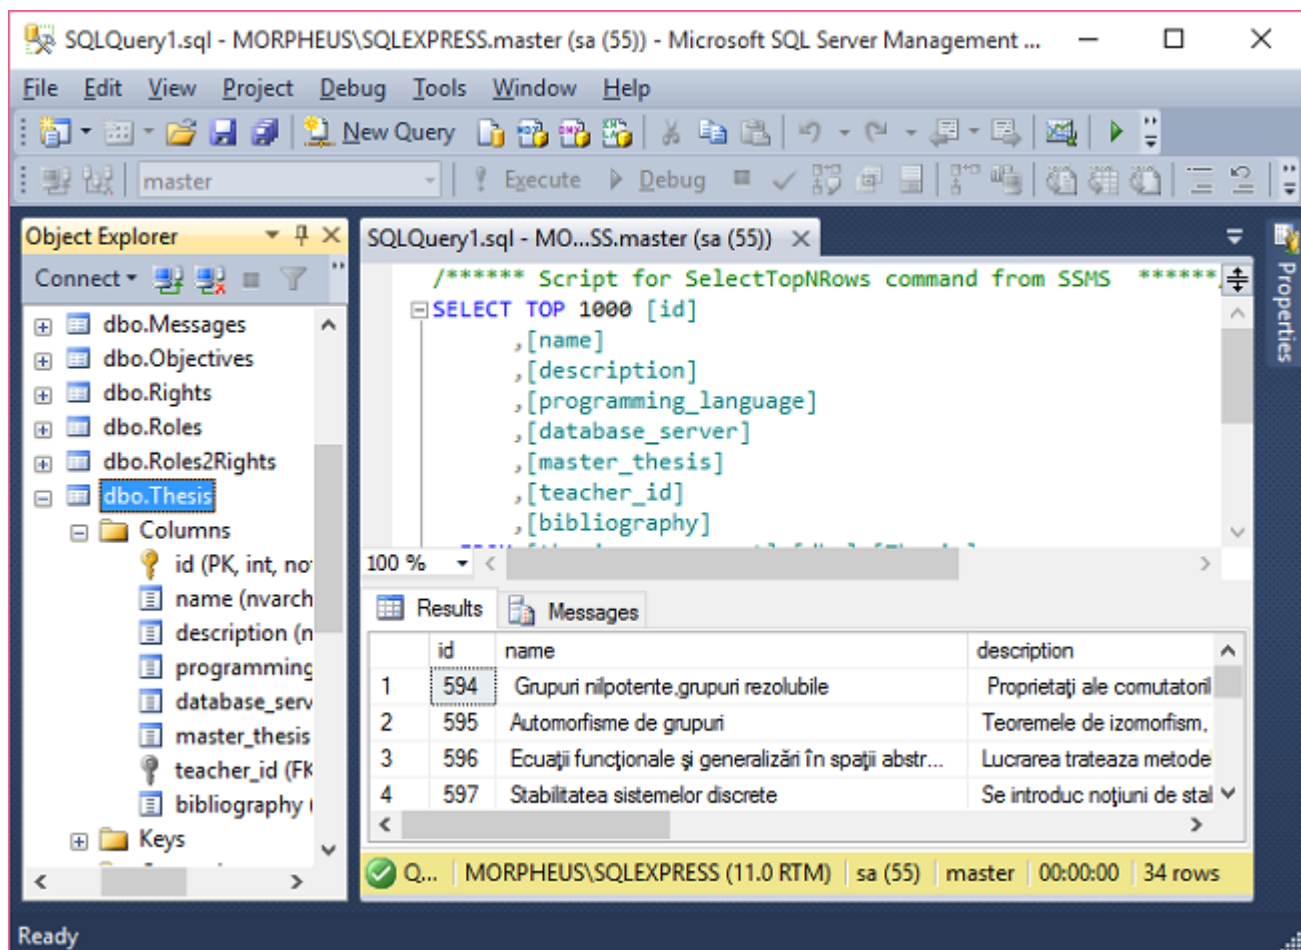 SQLQuery1.sql - MORPHEUS\SQLEXPRESS.master (sa (55)) - Microsoft SQL Server Management ...
File Edit View Project Debug Tools Window Help
New Query
master Execute Debug
Object Explorer
Connect
dbo.Messages
dbo.Objectives
dbo.Rights
dbo.Roles
dbo.Roles2Rights
dbo.Thesis
Columns
id (PK, int, no
name (nvarch
description (n
programming
database_serv
master_thesis
teacher_id (FK
bibliography (
Keys
SQLQuery1.sql - MO...SS.master (sa (55))
/****** Script for SelectTopNRows command from SSMS ******/
SELECT TOP 1000 [id]
,[name]
,[description]
,[programming_language]
,[database_server]
,[master_thesis]
,[teacher_id]
,[bibliography]
100 %
Results Messages
id name description
1 594 Grupuri nilpotente,grupuri rezolubile Proprietaţi ale comutatoril
2 595 Automorfisme de grupuri Teoremele de izomorfism,
3 596 Ecuaţii funcţionale şi generalizări în spaţii abstr... Lucrarea trateaza metode
4 597 Stabilitatea sistemelor discrete Se introduc noţiuni de stal
Q... MORPHEUS\SQLEXPRESS (11.0 RTM) sa (55) master 00:00:00 34 rows
Properties
Ready